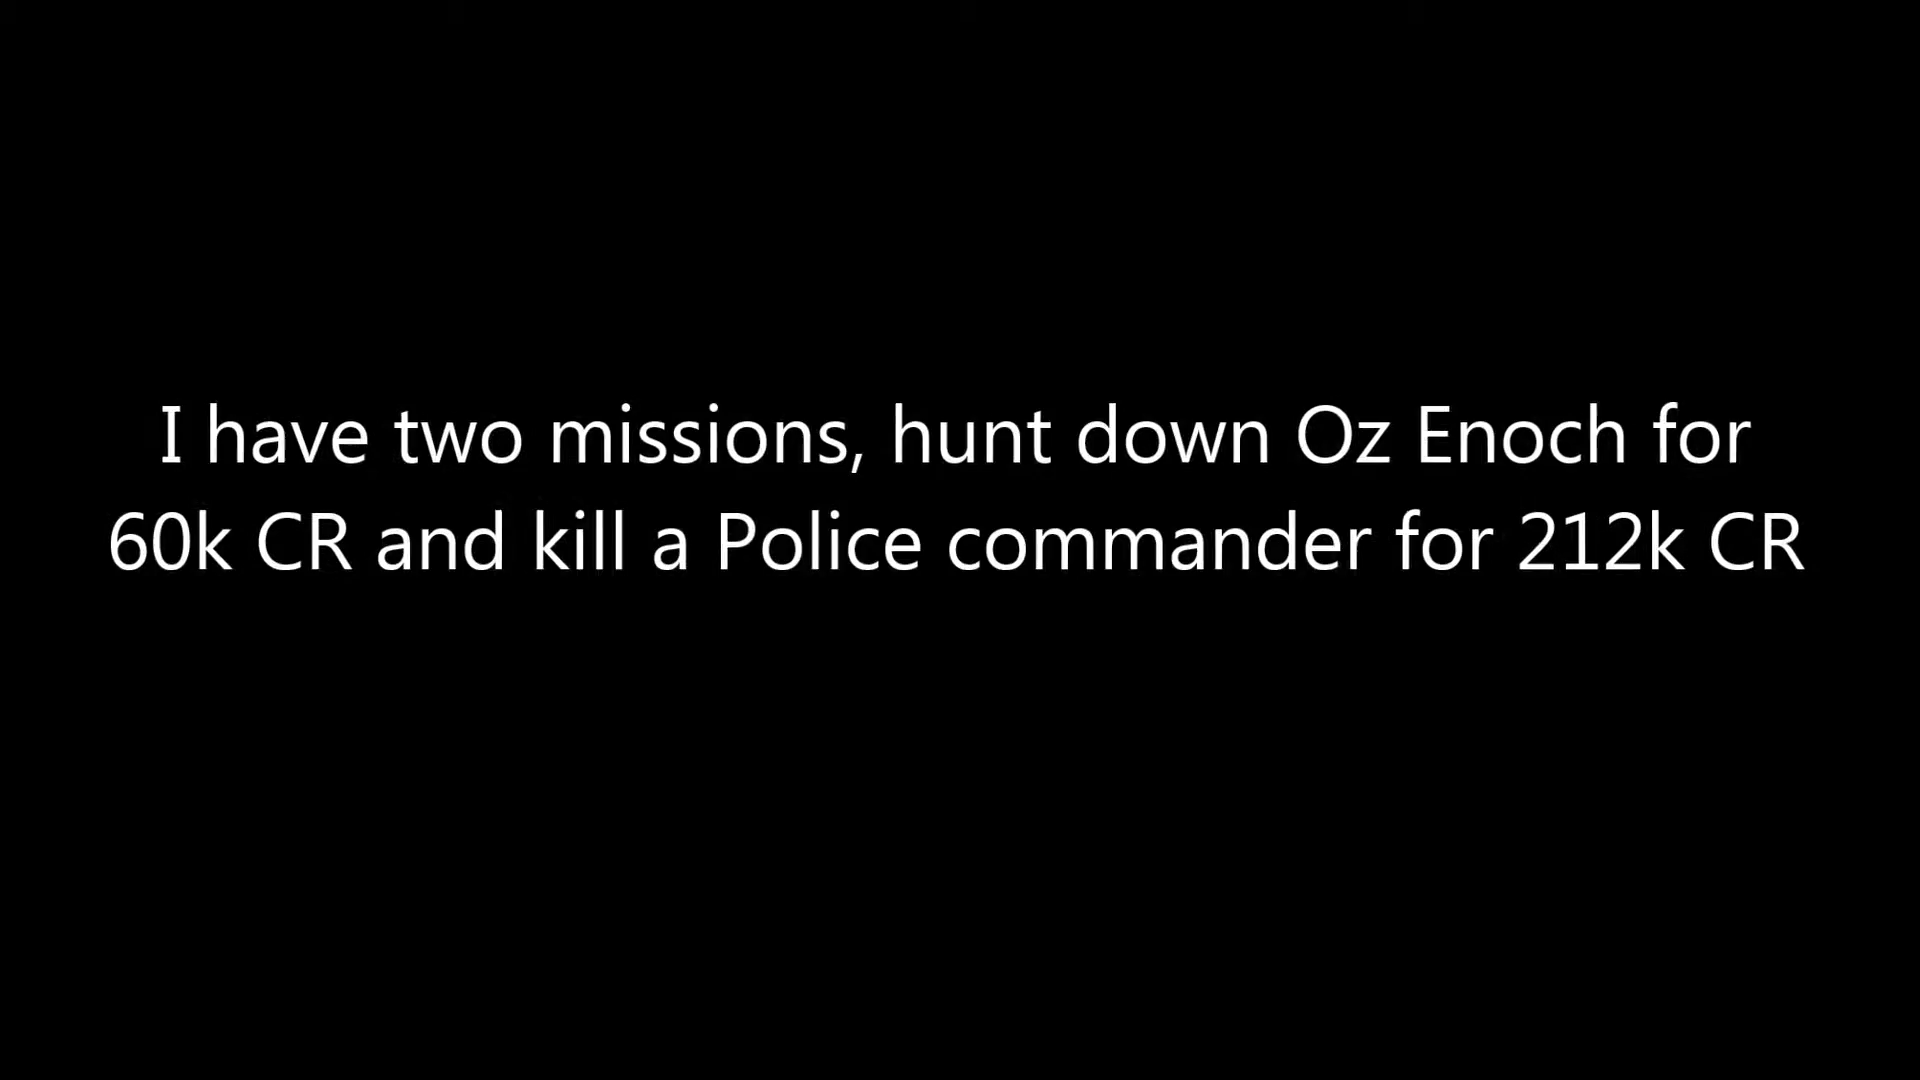 I have two missions, hunt down Oz Enoch for
60k CR and kill a Police commander for 212k CR